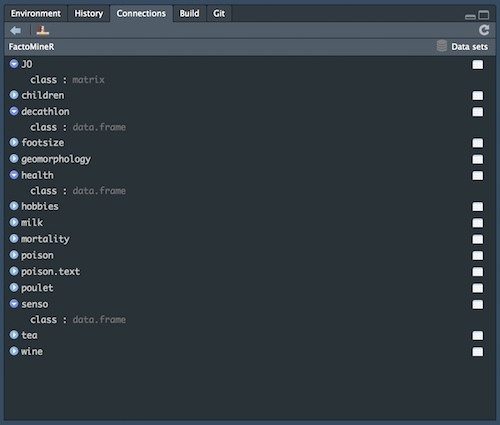 Environment History Connections Build Git
FactoMineR Data sets
JO
class : matrix
children
decathlon
class : data.frame
footsize
geomorphology
health
class : data.frame
hobbies
milk
mortality
poison
poison.text
poulet
senso
class : data.frame
tea
wine